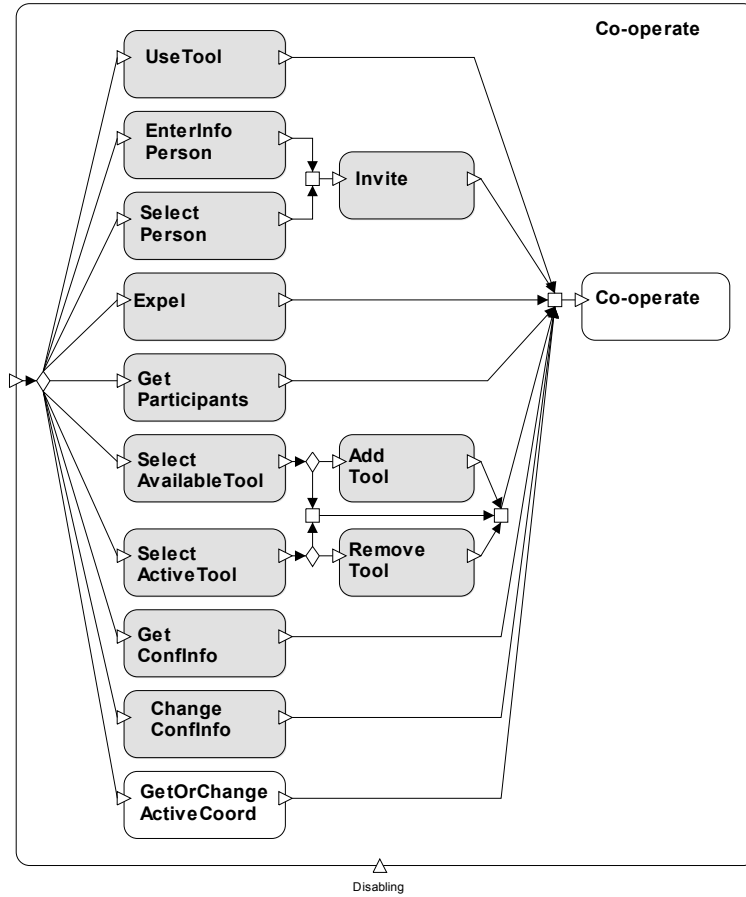 Co-operate
UseTool
EnterInfo
Person
Invite
Select
Person
Expel
Co-operate
Get
Participants
Select
AvailableTool
Add
Tool
Select
ActiveTool
Remove
Tool
Get
ConfInfo
Change
ConfInfo
GetOrChange
ActiveCoord
Disabling